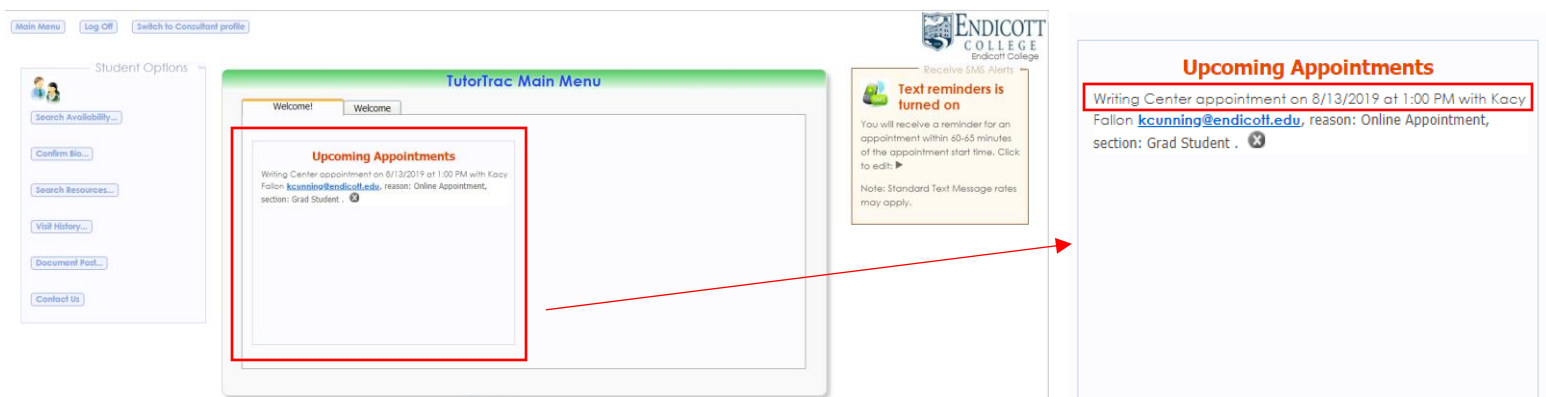 Main Menu Log Off Switch to Consultant profile
ENDICOTT
COLLEGE
Endicott College
Student Options
Search Availability...
Confirm Bio...
Search Resources...
Visit History...
Document Post...
Contact Us
TutorTrac Main Menu
Welcome! Welcome
Upcoming Appointments
Writing Center appointment on 8/13/2019 at 1:00 PM with Kacy
Fallon kcunning@endicott.edu, reason: Online Appointment,
section: Grad Student .
Receive SMS Alerts
Text reminders is
turned on
You will receive a reminder for an
appointment within 60-65 minutes
of the appointment start time. Click
to edit:
Note: Standard Text Message rates
may apply.
Upcoming Appointments
Writing Center appointment on 8/13/2019 at 1:00 PM with Kacy
Fallon kcunning@endicott.edu, reason: Online Appointment,
section: Grad Student .